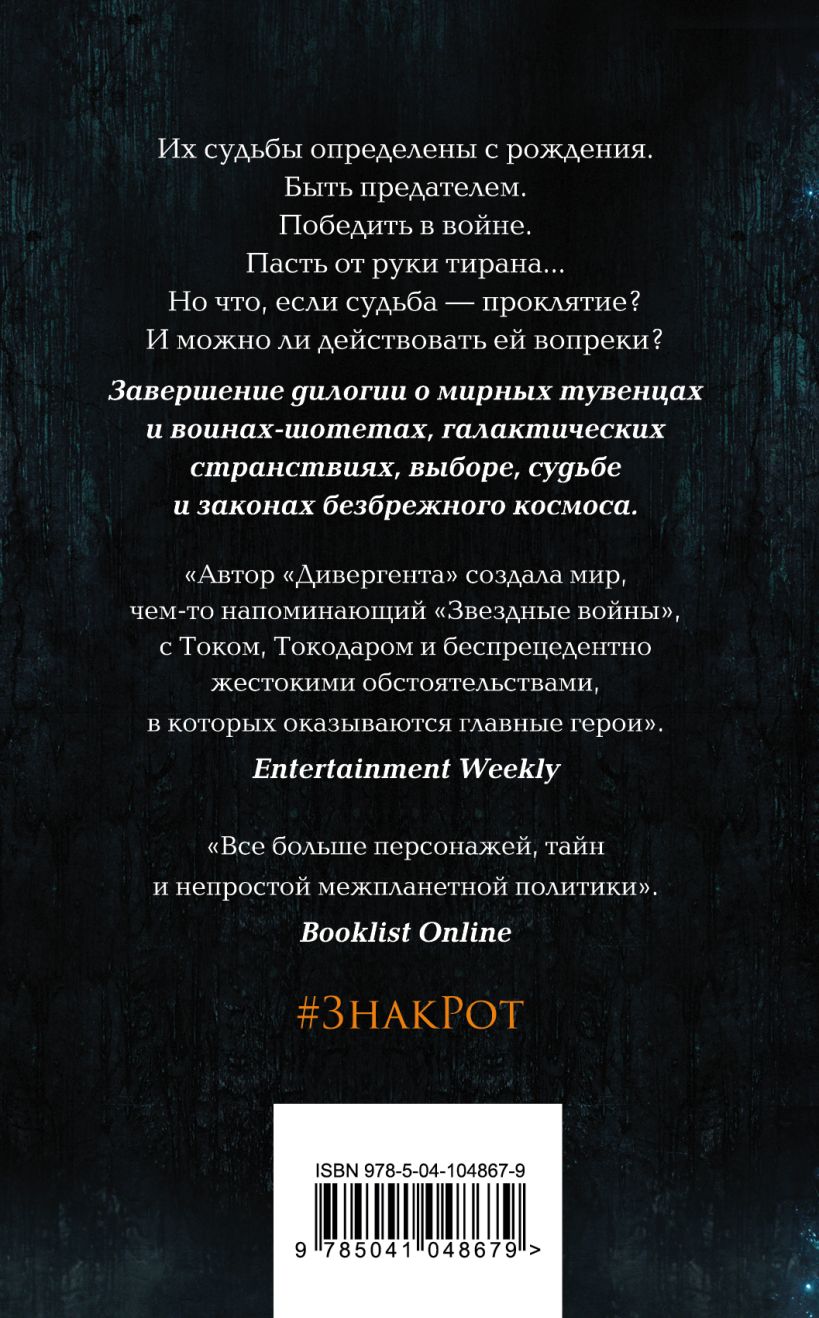 Их судьбы определены с рождения.
Быть предателем.
Победить в войне.
Пасть от руки тирана...
Но что, если судьба — проклятие?
И можно ли действовать ей вопреки?
Завершение дилогии о мирных тувенцах
и воинах-шотетах, галактических
странствиях, выборе, судьбе
и законах безбрежного космоса.
«Автор «Дивергента» создала мир,
чем-то напоминающий «Звездные войны»,
с Током, Токодаром и беспрецедентно
жестокими обстоятельствами,
в которых оказываются главные герои».
Entertainment Weekly
«Все больше персонажей, тайн
и непростой межпланетной политики».
Booklist Online
#ЗнакРот
ISBN 978-5-04-104867-9
9 785041 048679 >